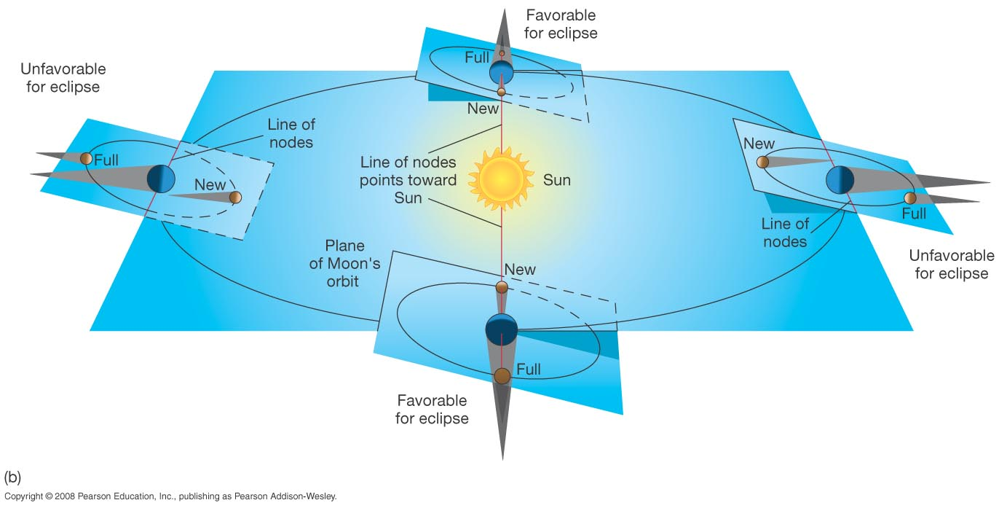 Favorable
for eclipse
Unfavorable
for eclipse
Full
New
Line of
nodes
Full
New
Line of nodes
points toward
Sun
Sun
New
Full
Line of
nodes
Unfavorable
for eclipse
Plane
of Moon's
orbit
New
Full
Favorable
for eclipse
(b)
Copyright © 2008 Pearson Education, Inc., publishing as Pearson Addison-Wesley.